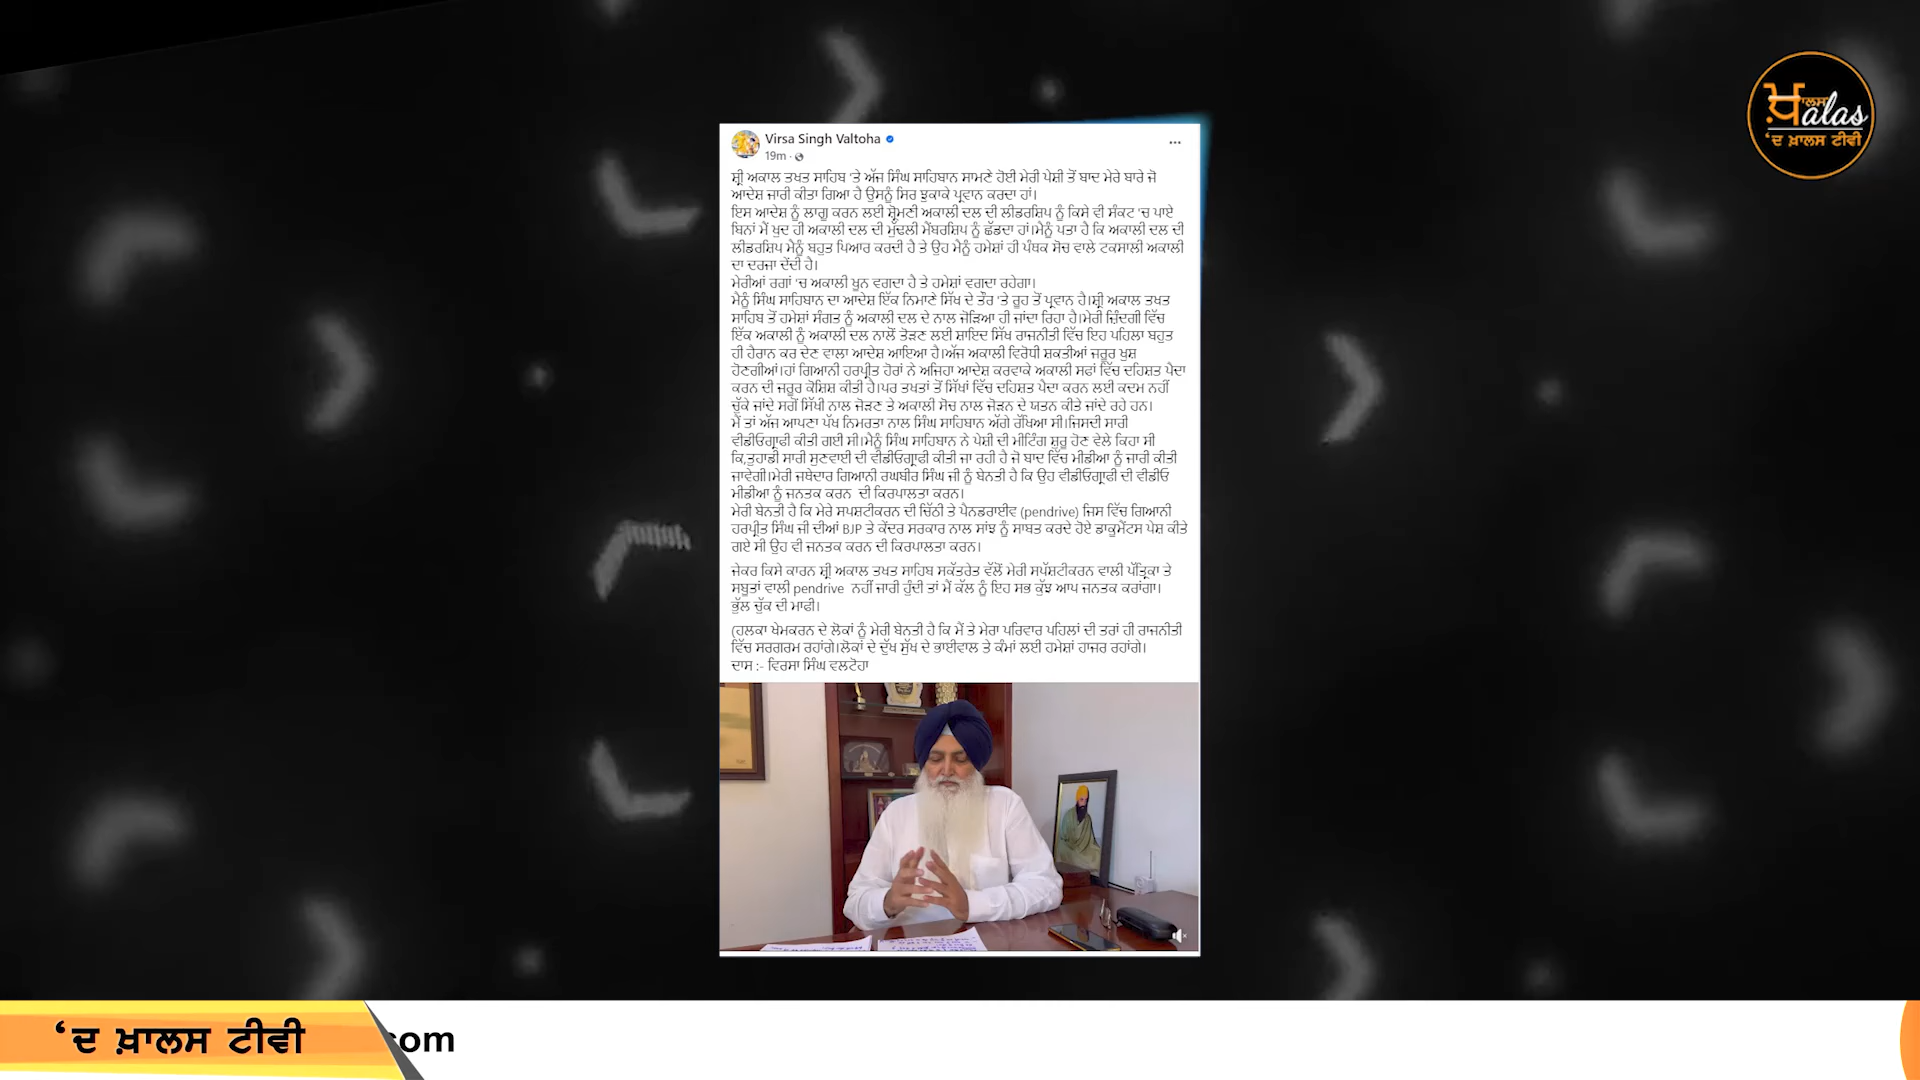 Virsa Singh Valtoha
19m
ਸ਼੍ਰੀ ਅਕਾਲ ਤਖਤ ਸਾਹਿਬ 'ਤੇ ਅੱਜ ਸਿੰਘ ਸਾਹਿਬਾਨ ਸਾਮਣੇ ਹੋਈ ਮੇਰੀ ਪੇਸ਼ੀ ਤੋਂ ਬਾਦ ਮੇਰੇ ਬਾਰੇ ਜੋ
ਆਦੇਸ਼ ਜਾਰੀ ਕੀਤਾ ਗਿਆ ਹੈ ਉਸਨੂੰ ਸਿਰ ਝੁਕਾਕੇ ਪ੍ਰਵਾਨ ਕਰਦਾ ਹਾਂ।
ਇਸ ਆਦੇਸ਼ ਨੂੰ ਲਾਗੂ ਕਰਨ ਲਈ ਸ਼੍ਰੋਮਣੀ ਅਕਾਲੀ ਦਲ ਦੀ ਲੀਡਰਸ਼ਿਪ ਨੂੰ ਕਿਸੇ ਵੀ ਸੰਕਟ 'ਚ ਪਾਏ
ਬਿਨਾਂ ਮੈਂ ਖੁਦ ਹੀ ਅਕਾਲੀ ਦਲ ਦੀ ਮੁੱਢਲੀ ਮੈਂਬਰਸ਼ਿਪ ਨੂੰ ਛੱਡਦਾ ਹਾਂ।ਮੈਨੂੰ ਪਤਾ ਹੈ ਕਿ ਅਕਾਲੀ ਦਲ ਦੀ
ਲੀਡਰਸ਼ਿਪ ਮੈਨੂੰ ਬਹੁਤ ਪਿਆਰ ਕਰਦੀ ਹੈ ਤੇ ਉਹ ਮੈਨੂੰ ਹਮੇਸ਼ਾਂ ਹੀ ਪੰਥਕ ਸੋਚ ਵਾਲੇ ਟਕਸਾਲੀ ਅਕਾਲੀ
ਦਾ ਦਰਜਾ ਦੇਂਦੀ ਹੈ।
ਮੇਰੀਆਂ ਰਗਾਂ 'ਚ ਅਕਾਲੀ ਖੂਨ ਵਗਦਾ ਹੈ ਤੇ ਹਮੇਸ਼ਾਂ ਵਗਦਾ ਰਹੇਗਾ।
ਮੈਨੂੰ ਸਿੰਘ ਸਾਹਿਬਾਨ ਦਾ ਆਦੇਸ਼ ਇੱਕ ਨਿਮਾਣੇ ਸਿੱਖ ਦੇ ਤੌਰ 'ਤੇ ਰੂਹ ਤੋਂ ਪ੍ਰਵਾਨ ਹੈ।ਸ਼੍ਰੀ ਅਕਾਲ ਤਖਤ
ਸਾਹਿਬ ਤੋਂ ਹਮੇਸ਼ਾਂ ਸੰਗਤ ਨੂੰ ਅਕਾਲੀ ਦਲ ਦੇ ਨਾਲ ਜੋੜਿਆ ਹੀ ਜਾਂਦਾ ਰਿਹਾ ਹੈ।ਮੇਰੀ ਜ਼ਿੰਦਗੀ ਵਿੱਚ
ਇੱਕ ਅਕਾਲੀ ਨੂੰ ਅਕਾਲੀ ਦਲ ਨਾਲੋਂ ਤੋੜਣ ਲਈ ਸ਼ਾਇਦ ਸਿੱਖ ਰਾਜਨੀਤੀ ਵਿੱਚ ਇਹ ਪਹਿਲਾ ਬਹੁਤ
ਹੀ ਹੈਰਾਨ ਕਰ ਦੇਣ ਵਾਲਾ ਆਦੇਸ਼ ਆਇਆ ਹੈ।ਅੱਜ ਅਕਾਲੀ ਵਿਰੋਧੀ ਸ਼ਕਤੀਆਂ ਜ਼ਰੂਰ ਖੁਸ਼
ਹੋਣਗੀਆਂ।ਹਾਂ ਗਿਆਨੀ ਹਰਪ੍ਰੀਤ ਹੋਰਾਂ ਨੇ ਅਜਿਹਾ ਆਦੇਸ਼ ਕਰਵਾਕੇ ਅਕਾਲੀ ਸਫਾਂ ਵਿੱਚ ਦਹਿਸ਼ਤ ਪੈਦਾ
ਕਰਨ ਦੀ ਜ਼ਰੂਰ ਕੋਸ਼ਿਸ਼ ਕੀਤੀ ਹੈ।ਪਰ ਤਖਤਾਂ ਤੋਂ ਸਿੱਖਾਂ ਵਿੱਚ ਦਹਿਸ਼ਤ ਪੈਦਾ ਕਰਨ ਲਈ ਕਦਮ ਨਹੀਂ
ਚੁੱਕੇ ਜਾਂਦੇ ਸਗੋਂ ਸਿੱਖੀ ਨਾਲ ਜੋੜਣ ਤੇ ਅਕਾਲੀ ਸੋਚ ਨਾਲ ਜੋੜਨ ਦੇ ਯਤਨ ਕੀਤੇ ਜਾਂਦੇ ਰਹੇ ਹਨ।
ਮੈਂ ਤਾਂ ਅੱਜ ਆਪਣਾ ਪੱਖ ਨਿਮਰਤਾ ਨਾਲ ਸਿੰਘ ਸਾਹਿਬਾਨ ਅੱਗੇ ਰੱਖਿਆ ਸੀ।ਜਿਸਦੀ ਸਾਰੀ
ਵੀਡੀਓਗ੍ਰਾਫੀ ਕੀਤੀ ਗਈ ਸੀ।ਮੈਨੂੰ ਸਿੰਘ ਸਾਹਿਬਾਨ ਨੇ ਪੇਸ਼ੀ ਦੀ ਮੀਟਿੰਗ ਸ਼ੁਰੂ ਹੋਣ ਵੇਲੇ ਕਿਹਾ ਸੀ
ਕਿ,ਤੁਹਾਡੀ ਸਾਰੀ ਸੁਣਵਾਈ ਦੀ ਵੀਡੀਓਗ੍ਰਾਫੀ ਕੀਤੀ ਜਾ ਰਹੀ ਹੈ ਜੋ ਬਾਦ ਵਿੱਚ ਮੀਡੀਆ ਨੂੰ ਜਾਰੀ ਕੀਤੀ
ਜਾਵੇਗੀ।ਮੇਰੀ ਜਥੇਦਾਰ ਗਿਆਨੀ ਰਘਬੀਰ ਸਿੰਘ ਜੀ ਨੂੰ ਬੇਨਤੀ ਹੈ ਕਿ ਉਹ ਵੀਡੀਓਗ੍ਰਾਫੀ ਦੀ ਵੀਡੀਓ
ਮੀਡੀਆ ਨੂੰ ਜਨਤਕ ਕਰਨ ਦੀ ਕਿਰਪਾਲਤਾ ਕਰਨ।
ਮੇਰੀ ਬੇਨਤੀ ਹੈ ਕਿ ਮੇਰੇ ਸਪਸ਼ਟੀਕਰਨ ਦੀ ਚਿੱਠੀ ਤੇ ਪੈਨਡਰਾਈਵ (pendrive) ਜਿਸ ਵਿੱਚ ਗਿਆਨੀ
ਹਰਪ੍ਰੀਤ ਸਿੰਘ ਜੀ ਦੀਆਂ BJP ਤੇ ਕੇਂਦਰ ਸਰਕਾਰ ਨਾਲ ਸਾਂਝ ਨੂੰ ਸਾਬਤ ਕਰਦੇ ਹੋਏ ਡਾਕੂਮੈਂਟਸ ਪੇਸ਼ ਕੀਤੇ
ਗਏ ਸੀ ਉਹ ਵੀ ਜਨਤਕ ਕਰਨ ਦੀ ਕਿਰਪਾਲਤਾ ਕਰਨ।
ਜੇਕਰ ਕਿਸੇ ਕਾਰਨ ਸ਼੍ਰੀ ਅਕਾਲ ਤਖਤ ਸਾਹਿਬ ਸਕੱਤਰੇਤ ਵੱਲੋਂ ਮੇਰੀ ਸਪੱਸ਼ਟੀਕਰਨ ਵਾਲੀ ਪੱਤ੍ਰਿਕਾ ਤੇ
ਸਬੂਤਾਂ ਵਾਲੀ pendrive ਨਹੀਂ ਜਾਰੀ ਹੁੰਦੀ ਤਾਂ ਮੈਂ ਕੱਲ ਨੂੰ ਇਹ ਸਭ ਕੁੱਝ ਆਪ ਜਨਤਕ ਕਰਾਂਗਾ।
ਭੁੱਲ ਚੁੱਕ ਦੀ ਮਾਫੀ।
(ਹਲਕਾ ਖੇਮਕਰਨ ਦੇ ਲੋਕਾਂ ਨੂੰ ਮੇਰੀ ਬੇਨਤੀ ਹੈ ਕਿ ਮੈਂ ਤੇ ਮੇਰਾ ਪਰਿਵਾਰ ਪਹਿਲਾਂ ਦੀ ਤਰਾਂ ਹੀ ਰਾਜਨੀਤੀ
ਵਿੱਚ ਸਰਗਰਮ ਰਹਾਂਗੇ।ਲੋਕਾਂ ਦੇ ਦੁੱਖ ਸੁੱਖ ਦੇ ਭਾਈਵਾਲ ਤੇ ਕੰਮਾਂ ਲਈ ਹਮੇਸ਼ਾਂ ਹਾਜਰ ਰਹਾਂਗੇ।
ਦਾਸ :- ਵਿਰਸਾ ਸਿੰਘ ਵਲਟੋਹਾ
ਖ਼ਾਲਸ
ਖ਼alas
'ਦ ਖ਼ਾਲਸ ਟੀਵੀ
'ਦ ਖ਼ਾਲਸ ਟੀਵੀ
com